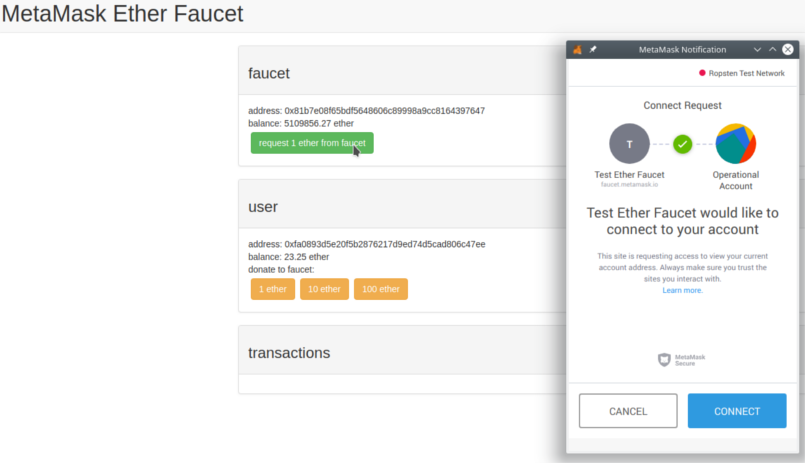 MetaMask Ether Faucet
faucet
address: 0x81b7e08f65bdf5648606c89998a9cc8164397647
balance: 5109856.27 ether
request 1 ether from faucet
user
address: 0xfa0893d5e20f5b2876217d9ed74d5cad806c47ee
balance: 23.25 ether
donate to faucet:
1 ether
10 ether
100 ether
transactions
MetaMask Notification
Ropsten Test Network
Connect Request
T
Test Ether Faucet
faucet.metamask.io
Operational
Account
Test Ether Faucet would like to
connect to your account
This site is requesting access to view your current
account address. Always make sure you trust the
sites you interact with.
Learn more.
MetaMask
Secure
CANCEL
CONNECT